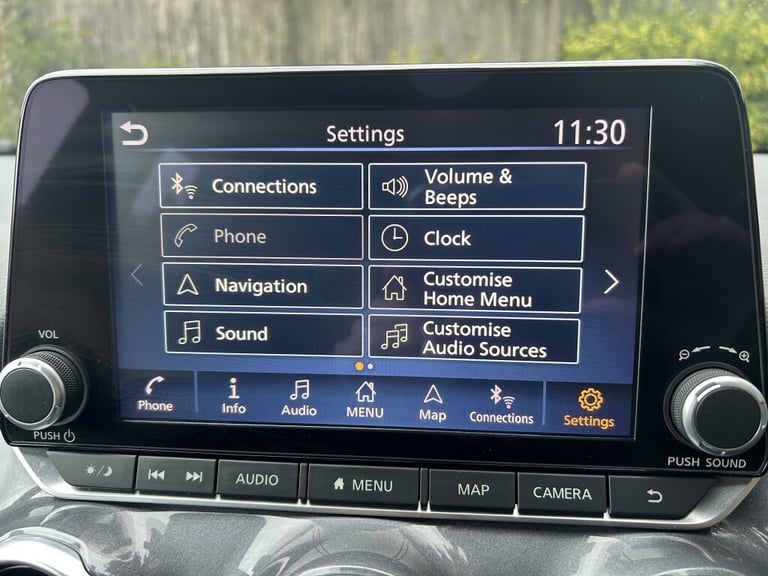 Settings
11:30
Connections
Volume &
Beeps
Phone
Clock
Navigation
Customise
Home Menu
Sound
Customise
Audio Sources
Phone
Info
Audio
MENU
Map
Connections
Settings
VOL
PUSH
PUSH SOUND
AUDIO
MENU
MAP
CAMERA